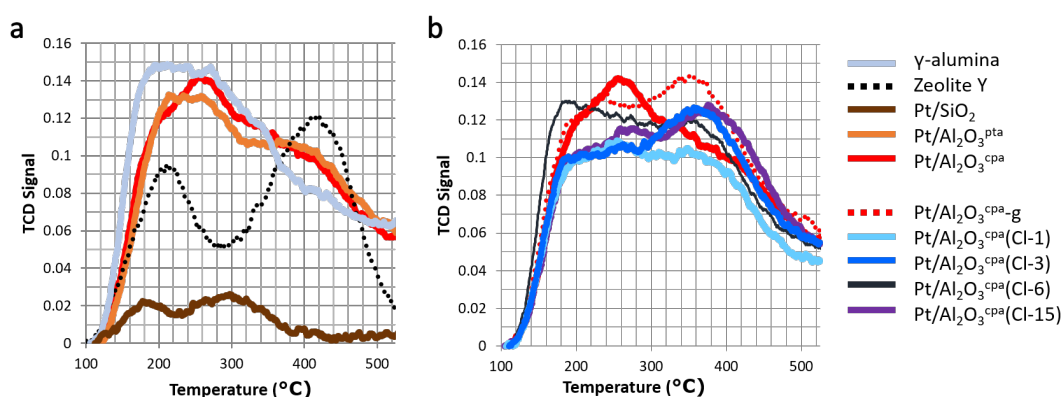 a
0.16
0.14
0.12
0.1
0.08
0.06
0.04
0.02
0
100 200 300 400 500
TCD Signal
Temperature (°C)
b
0.16
0.14
0.12
0.1
0.08
0.06
0.04
0.02
0
100 200 300 400 500
TCD Signal
Temperature (°C)
γ-alumina
Zeolite Y
Pt/SiO₂
Pt/Al₂O₃ᵖᵗᵃ
Pt/Al₂O₃ᶜᵖᵃ
Pt/Al₂O₃ᶜᵖᵃ-g
Pt/Al₂O₃ᶜᵖᵃ(Cl-1)
Pt/Al₂O₃ᶜᵖᵃ(Cl-3)
Pt/Al₂O₃ᶜᵖᵃ(Cl-6)
Pt/Al₂O₃ᶜᵖᵃ(Cl-15)